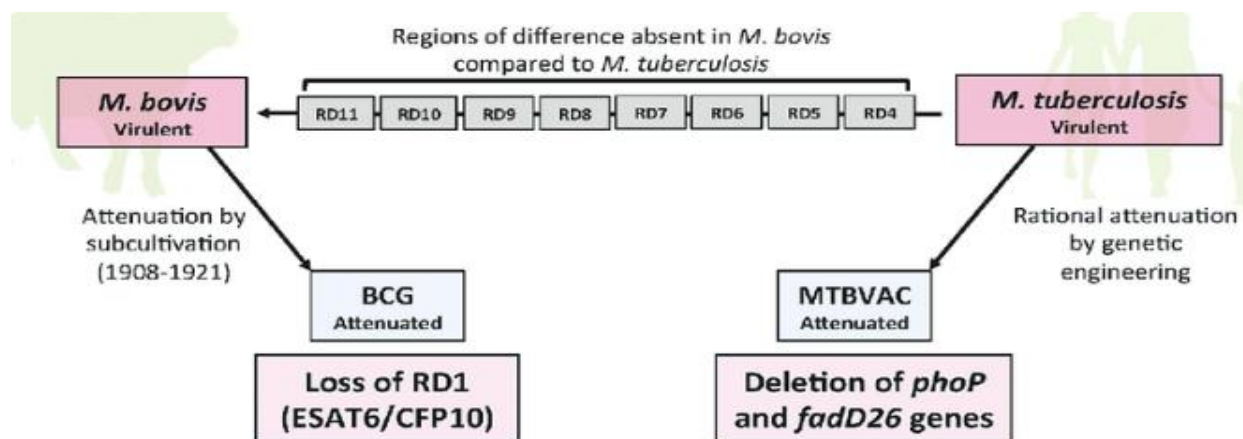 Regions of difference absent in M. bovis
compared to M. tuberculosis
M. bovis
Virulent
RD11 RD10 RD9 RD8 RD7 RD6 RD5 RD4
M. tuberculosis
Virulent
Attenuation by
subcultivation
(1908-1921)
Rational attenuation
by genetic
engineering
BCG
Attenuated
MTBVAC
Attenuated
Loss of RD1
(ESAT6/CFP10)
Deletion of phoP
and fadD26 genes